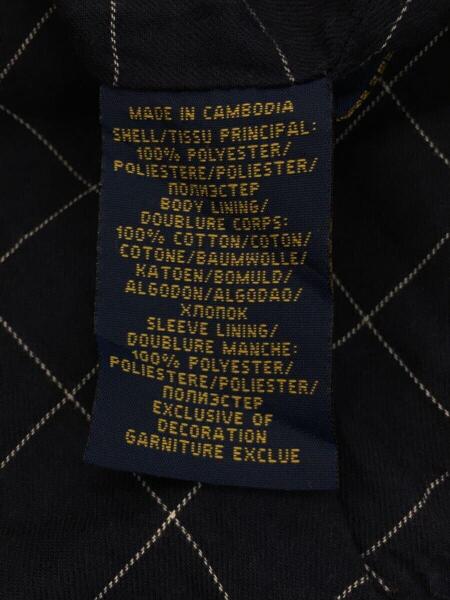 MADE IN CAMBODIA
SHELL/TISSU PRINCIPAL:
100% POLYESTER/
POLIESTERE/POLIESTER/
ПОЛИЭСТЕР
BODY LINING/
DOUBLURE CORPS:
100% COTTON/COTON/
COTONE/BAUMWOLLE/
KATOEN/BOMULD/
ALGODON/ALGODAO/
ХЛОПОК
SLEEVE LINING/
DOUBLURE MANCHE:
100% POLYESTER/
POLIESTERE/POLIESTER/
ПОЛИЭСТЕР
EXCLUSIVE OF
DECORATION
GARNITURE EXCLUE